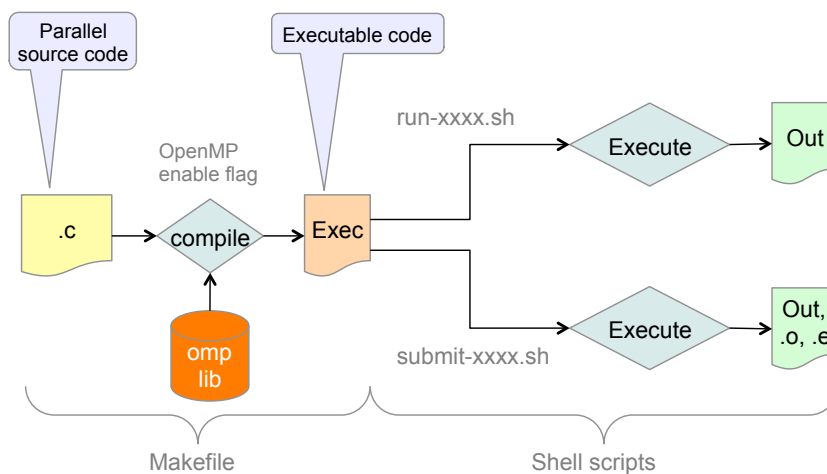 Parallel
source code
Executable code
run-xxxx.sh
Execute
Out
OpenMP
enable flag
.c
compile
Exec
omp
lib
submit-xxxx.sh
Execute
Out,
.o, .e
Makefile
Shell scripts